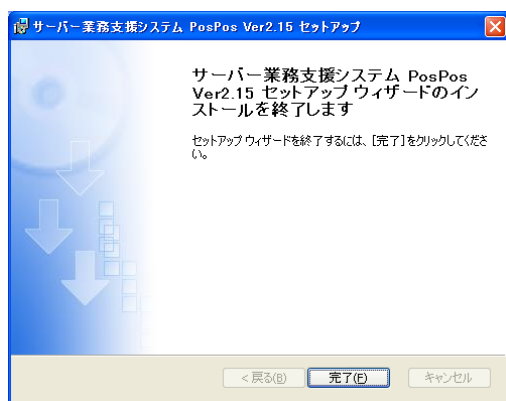 サーバー業務支援システム PosPos Ver2.15 セットアップ
サーバー業務支援システム PosPos
Ver2.15 セットアップ ウィザードのイン
ストールを終了します
セットアップ ウィザードを終了するには、[完了]をクリックしてくださ
い。
< 戻る(B) 完了(F) キャンセル